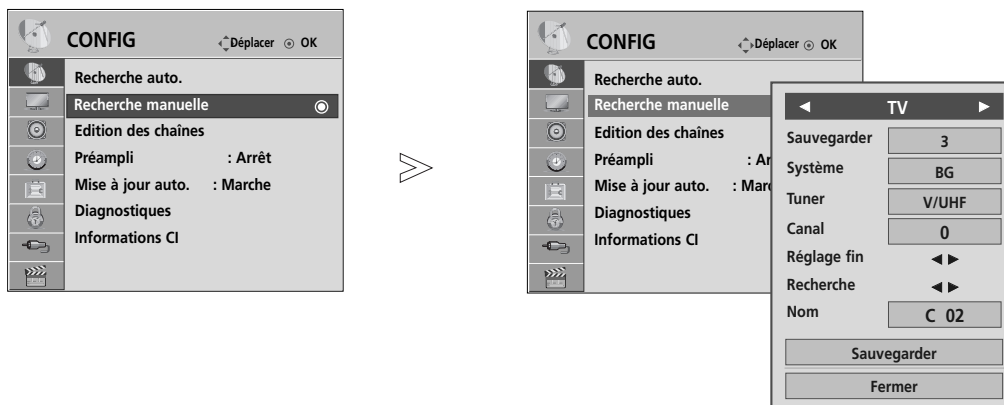 CONFIG
Déplacer OK
Recherche auto.
Recherche manuelle
Edition des chaînes
Préampli : Arrêt
Mise à jour auto. : Marche
Diagnostiques
Informations CI
CONFIG
Déplacer OK
Recherche auto.
Recherche manuelle
Edition des chaînes
Préampli : Ar
Mise à jour auto. : Marc
Diagnostiques
Informations CI
◄ TV ►
Sauvegarder 3
Système BG
Tuner V/UHF
Canal 0
Réglage fin ◄ ►
Recherche ◄ ►
Nom C 02
Sauvegarder
Fermer